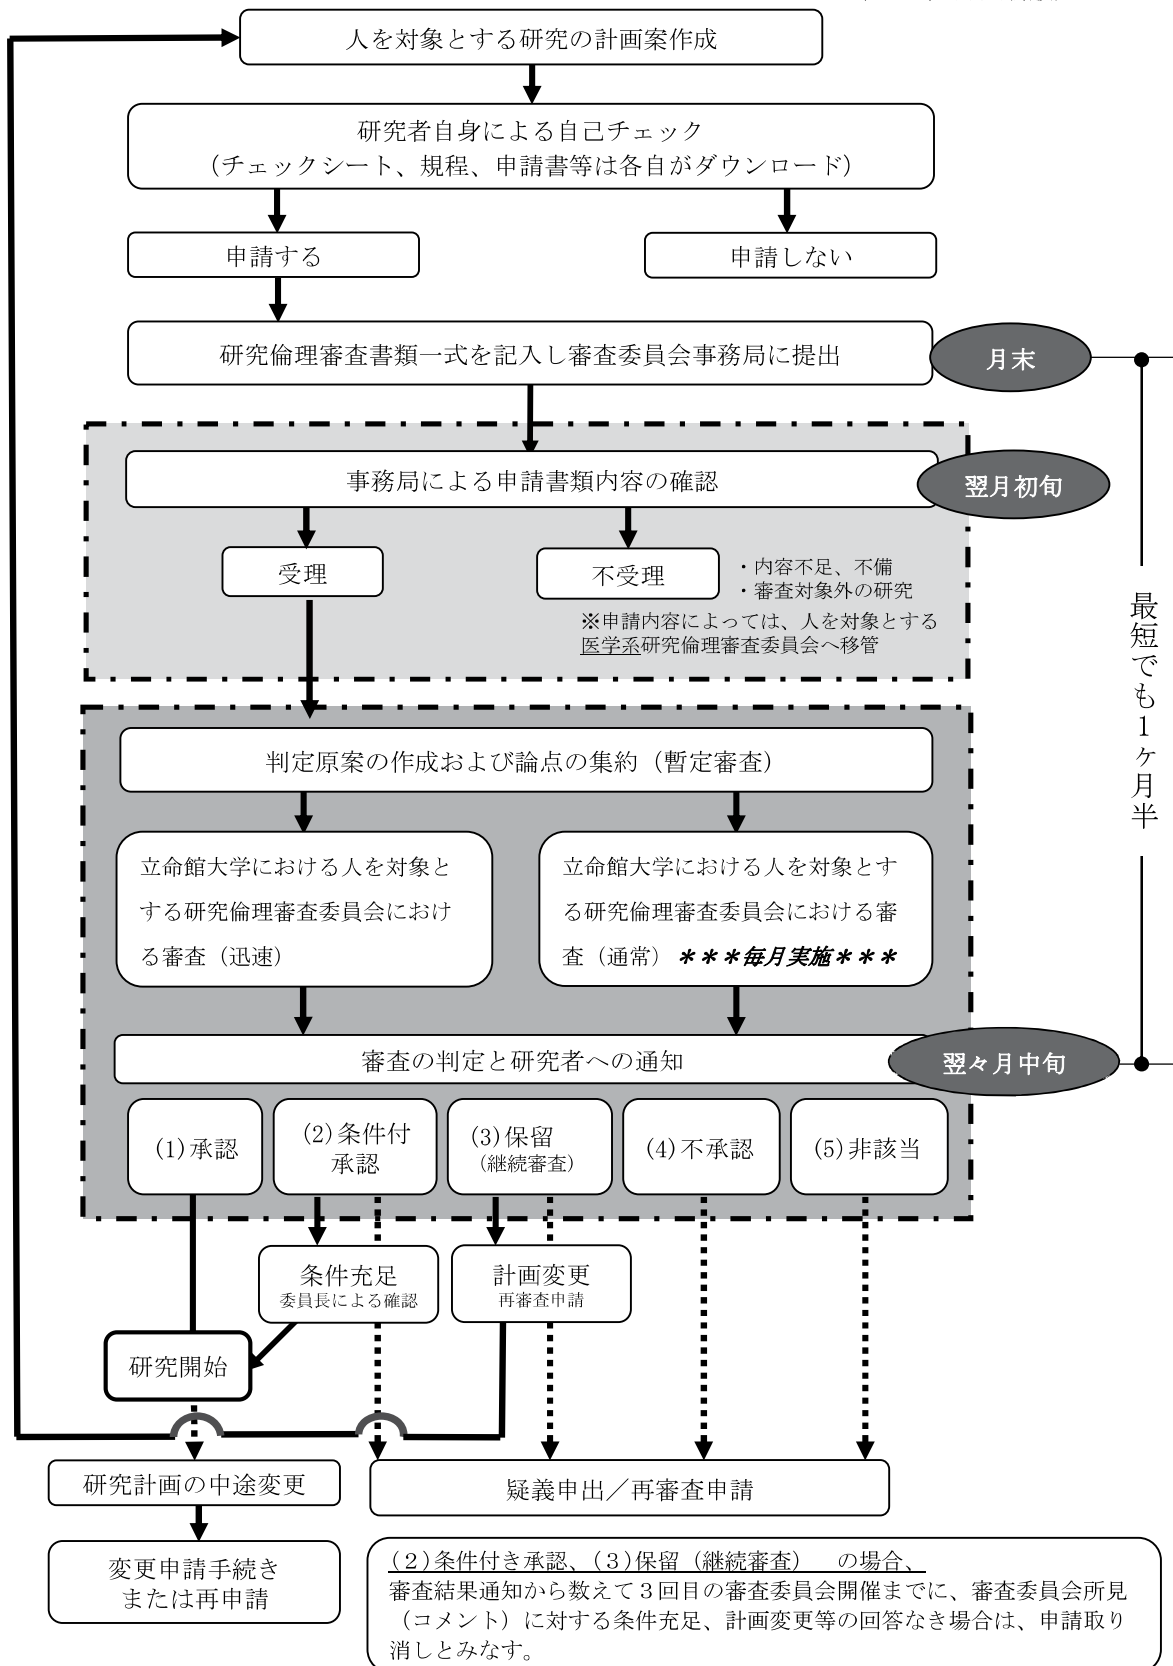 人を対象とする研究の計画案作成
研究者自身による自己チェック
（チェックシート、規程、申請書等は各自がダウンロード）
申請する
申請しない
研究倫理審査書類一式を記入し審査委員会事務局に提出
月末
事務局による申請書類内容の確認
翌月初旬
受理
不受理
・内容不足、不備
・審査対象外の研究
※申請内容によっては、人を対象とする
医学系研究倫理審査委員会へ移管
最短でも１ヶ月半
判定原案の作成および論点の集約（暫定審査）
立命館大学における人を対象と
する研究倫理審査委員会におけ
る審査（迅速）
立命館大学における人を対象とす
る研究倫理審査委員会における審
査（通常）＊＊＊毎月実施＊＊＊
審査の判定と研究者への通知
翌々月中旬
(1)承認
(2)条件付
承認
(3)保留
（継続審査）
(4)不承認
(5)非該当
条件充足
委員長による確認
計画変更
再審査申請
研究開始
研究計画の中途変更
疑義申出／再審査申請
変更申請手続き
または再申請
（２）条件付き承認、（３）保留（継続審査）　の場合、
審査結果通知から数えて３回目の審査委員会開催までに、審査委員会所見
（コメント）に対する条件充足、計画変更等の回答なき場合は、申請取り
消しとみなす。